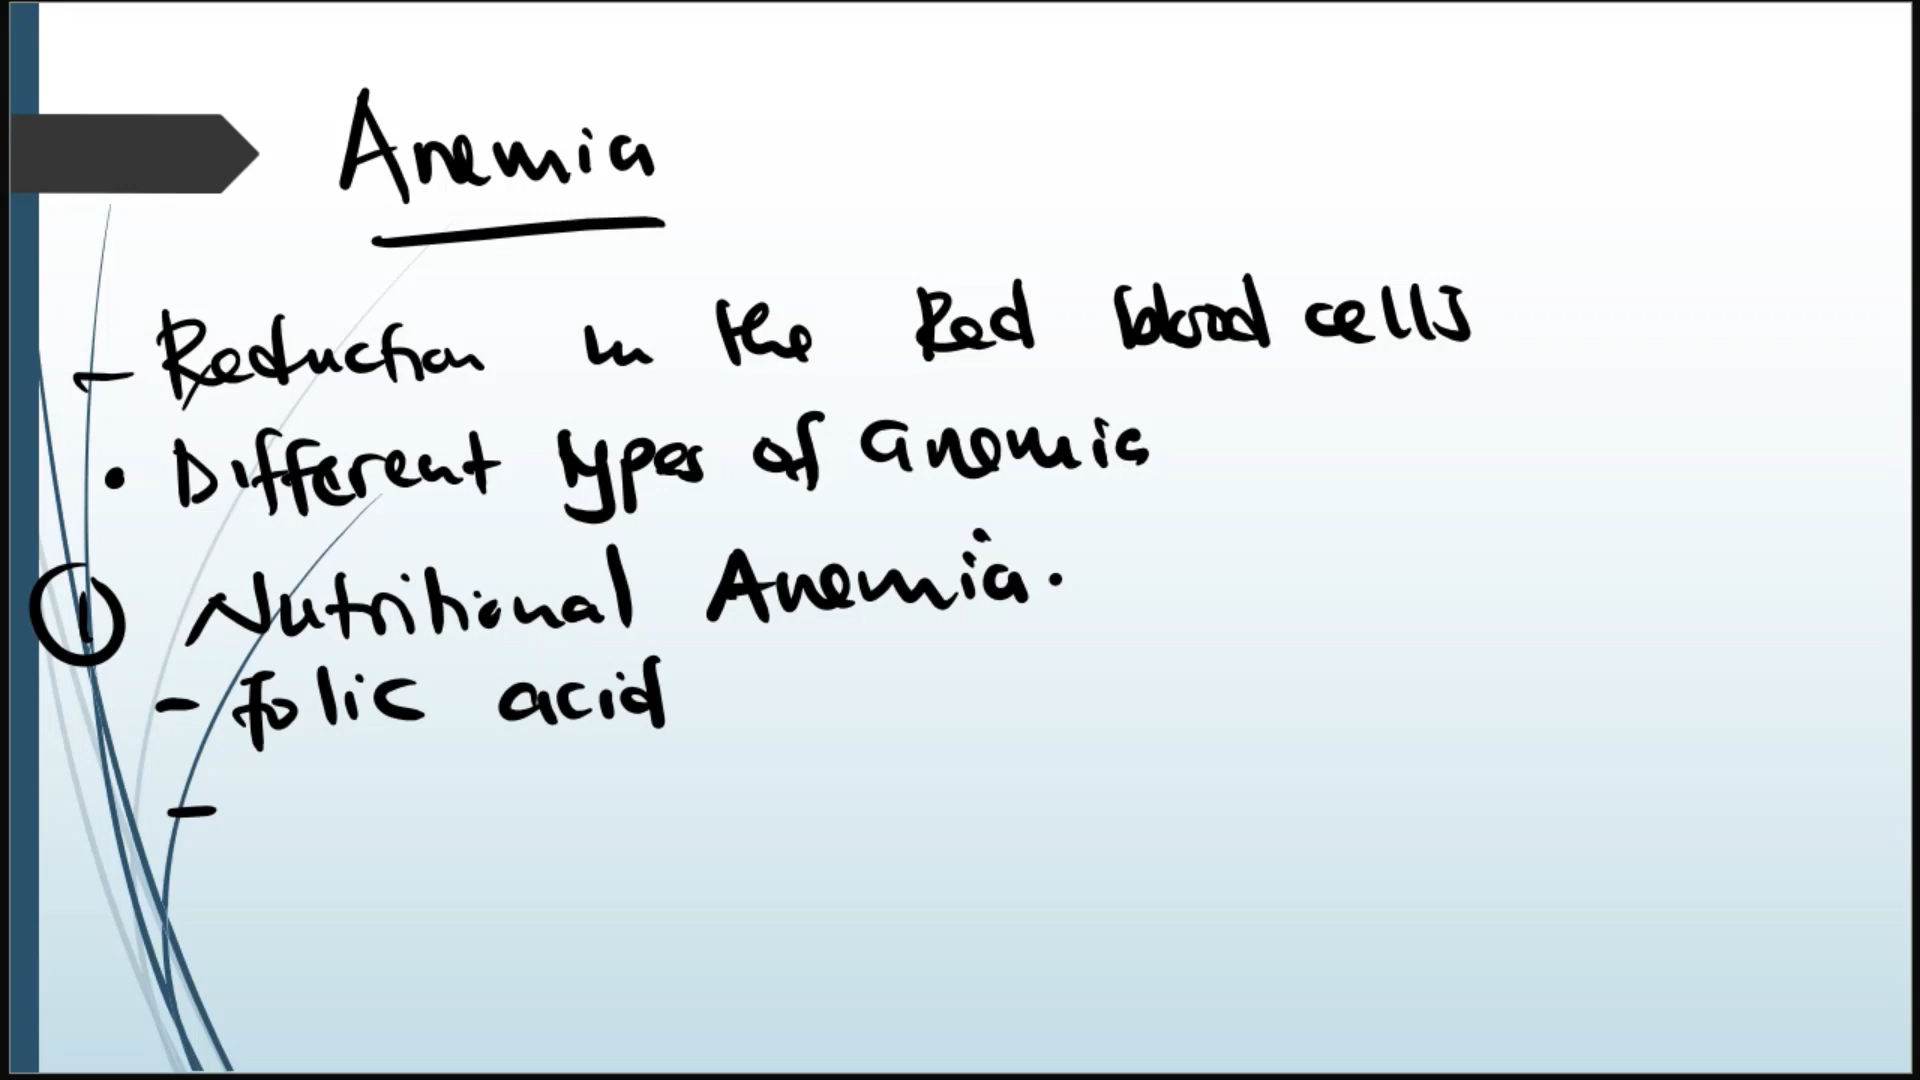 Anemia
- Reduction in the Red blood cells
• Different types of anemia
① Nutritional Anemia.
- folic acid
-